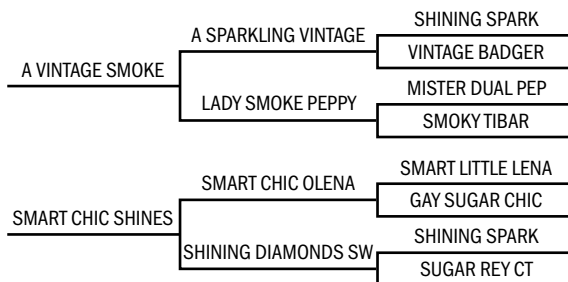 SHINING SPARK
A SPARKLING VINTAGE
VINTAGE BADGER
A VINTAGE SMOKE
MISTER DUAL PEP
LADY SMOKE PEPPY
SMOKY TIBAR
SMART LITTLE LENA
SMART CHIC OLENA
GAY SUGAR CHIC
SMART CHIC SHINES
SHINING SPARK
SHINING DIAMONDS SW
SUGAR REY CT